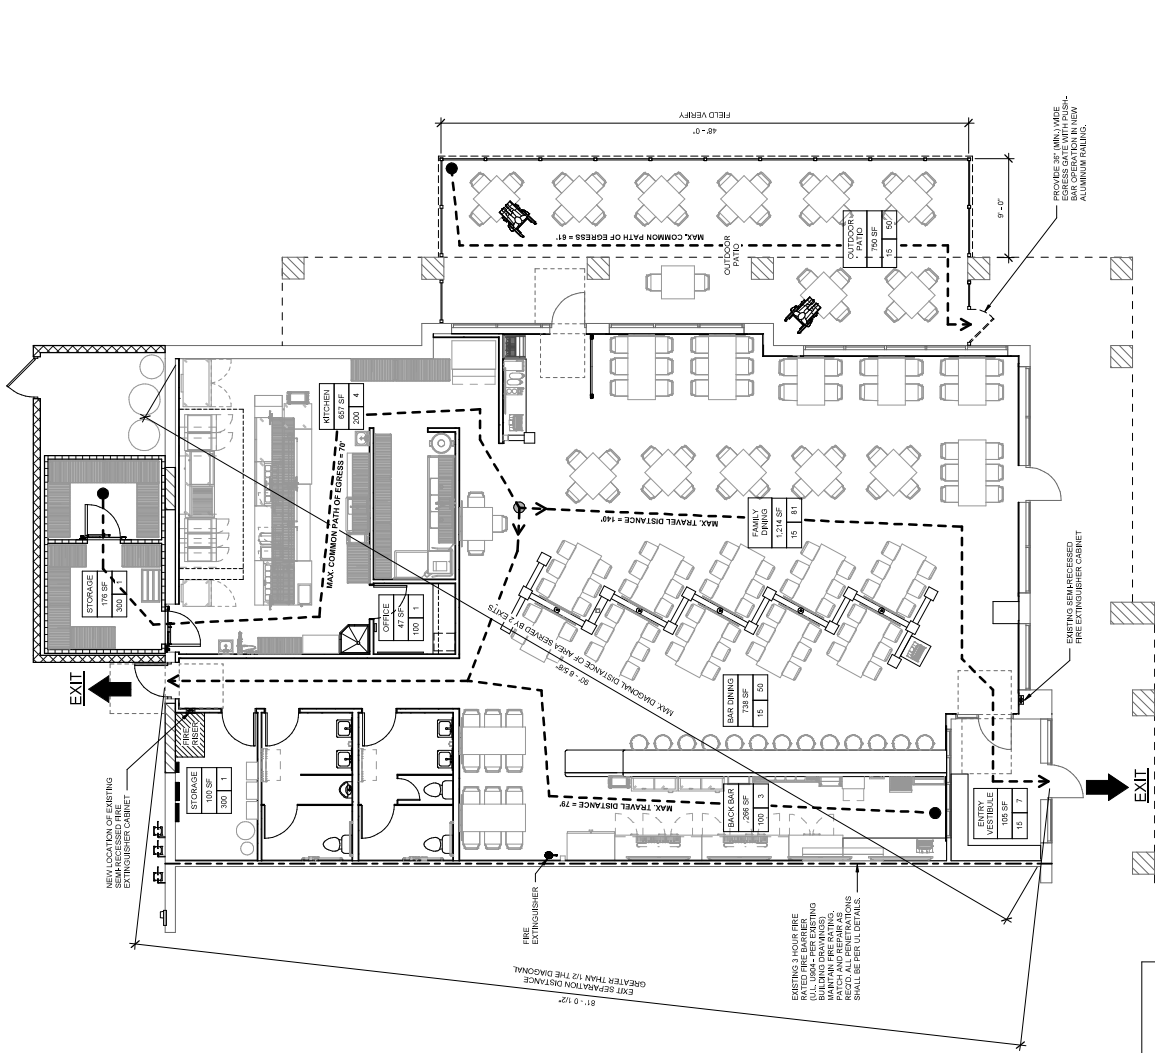 FIELD VERIFY
48' - 0"
PROVIDE 36" (MIN.) WIDE
EGRESS GATE WITH PUSH-
BAR OPERATION IN NEW
ALUMINUM RAILING.
9' - 0"
MAX. COMMON PATH OF EGRESS = 61'
OUTDOOR
PATIO
OUTDOOR
PATIO
750 SF
15 50
KITCHEN
657 SF
200 4
MAX. COMMON PATH OF EGRESS = 70'
MAX. TRAVEL DISTANCE = 140'
FAMILY
DINING
1,214 SF
15 81
STORAGE
176 SF
300 1
OFFICE
47 SF
100 1
MAX. DIAGONAL DISTANCE OF AREA SERVED BY 2 EXITS
90' - 6 5/8"
EXISTING SEMI-RECESSED
FIRE EXTINGUISHER CABINET
EXIT
BAR DINING
738 SF
15 50
FIRE
RISER
STORAGE
100 SF
300 1
MAX. TRAVEL DISTANCE = 79'
BACK BAR
266 SF
100 3
ENTRY
VESTIBULE
105 SF
15 7
EXIT
NEW LOCATION OF EXISTING
SEMI-RECESSED FIRE
EXTINGUISHER CABINET
FIRE
EXTINGUISHER
EXISTING 3 HOUR FIRE
RATED FIRE BARRIER
(U.L. U904 - PER EXISTING
BUILDING DRAWINGS)
MAINTAIN FIRE RATING.
PATCH AND REPAIR AS
REQ'D. ALL PENETRATIONS
SHALL BE PER UL DETAILS.
EXIT SEPARATION DISTANCE
GREATER THAN 1/2 THE DIAGONAL
81' - 0 1/2"